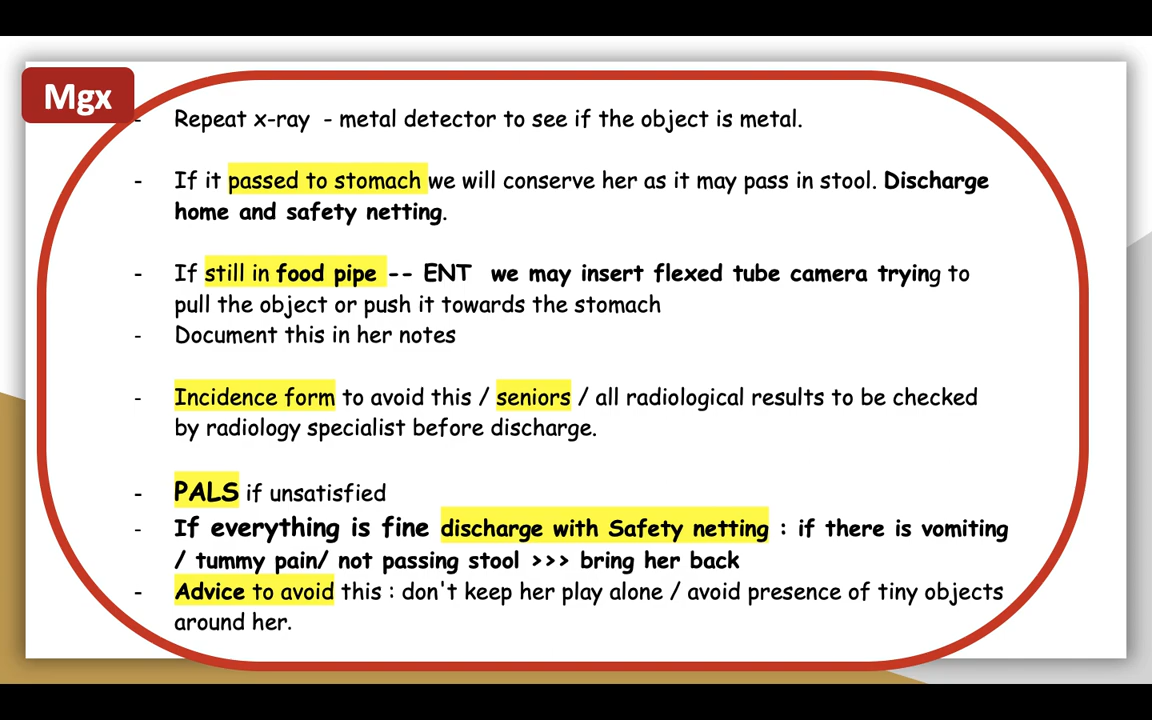 Mgx
- Repeat x-ray - metal detector to see if the object is metal.
- If it passed to stomach we will conserve her as it may pass in stool. Discharge
home and safety netting.
- If still in food pipe -- ENT we may insert flexed tube camera trying to
pull the object or push it towards the stomach
- Document this in her notes
- Incidence form to avoid this / seniors / all radiological results to be checked
by radiology specialist before discharge.
- PALS if unsatisfied
- If everything is fine discharge with Safety netting : if there is vomiting
/ tummy pain/ not passing stool >>> bring her back
- Advice to avoid this : don't keep her play alone / avoid presence of tiny objects
around her.